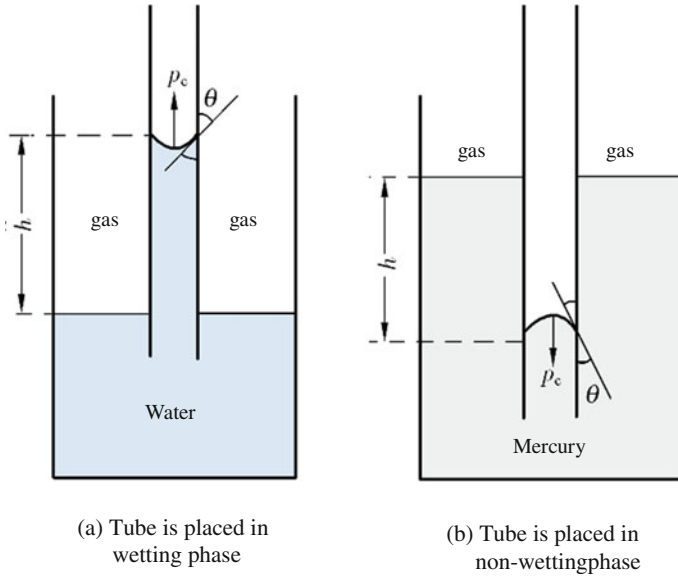 p_c
θ
gas
gas
h
gas
gas
h
Water
p_c
θ
Mercury
(a) Tube is placed in
wetting phase
(b) Tube is placed in
non-wettingphase